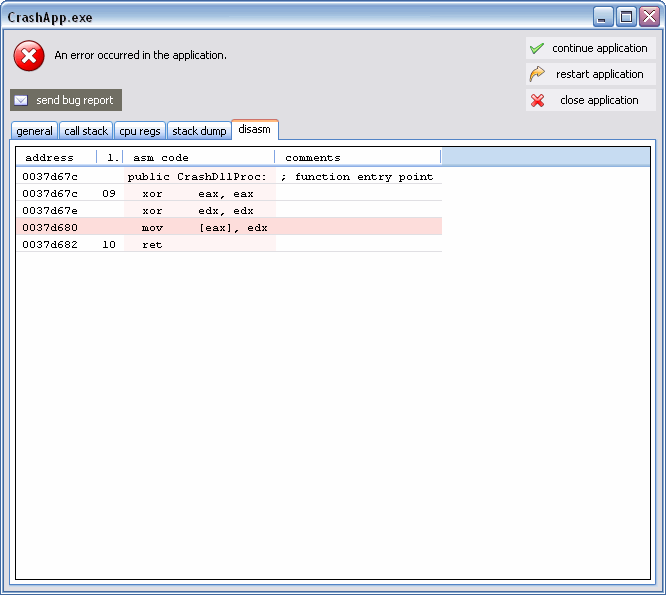 CrashApp.exe
An error occurred in the application.
continue application
restart application
send bug report
close application
general call stack cpu regs stack dump disasm
address l. asm code comments
0037d67c public CrashDllProc: ; function entry point
0037d67c 09 xor eax, eax
0037d67e xor edx, edx
0037d680 mov [eax], edx
0037d682 10 ret